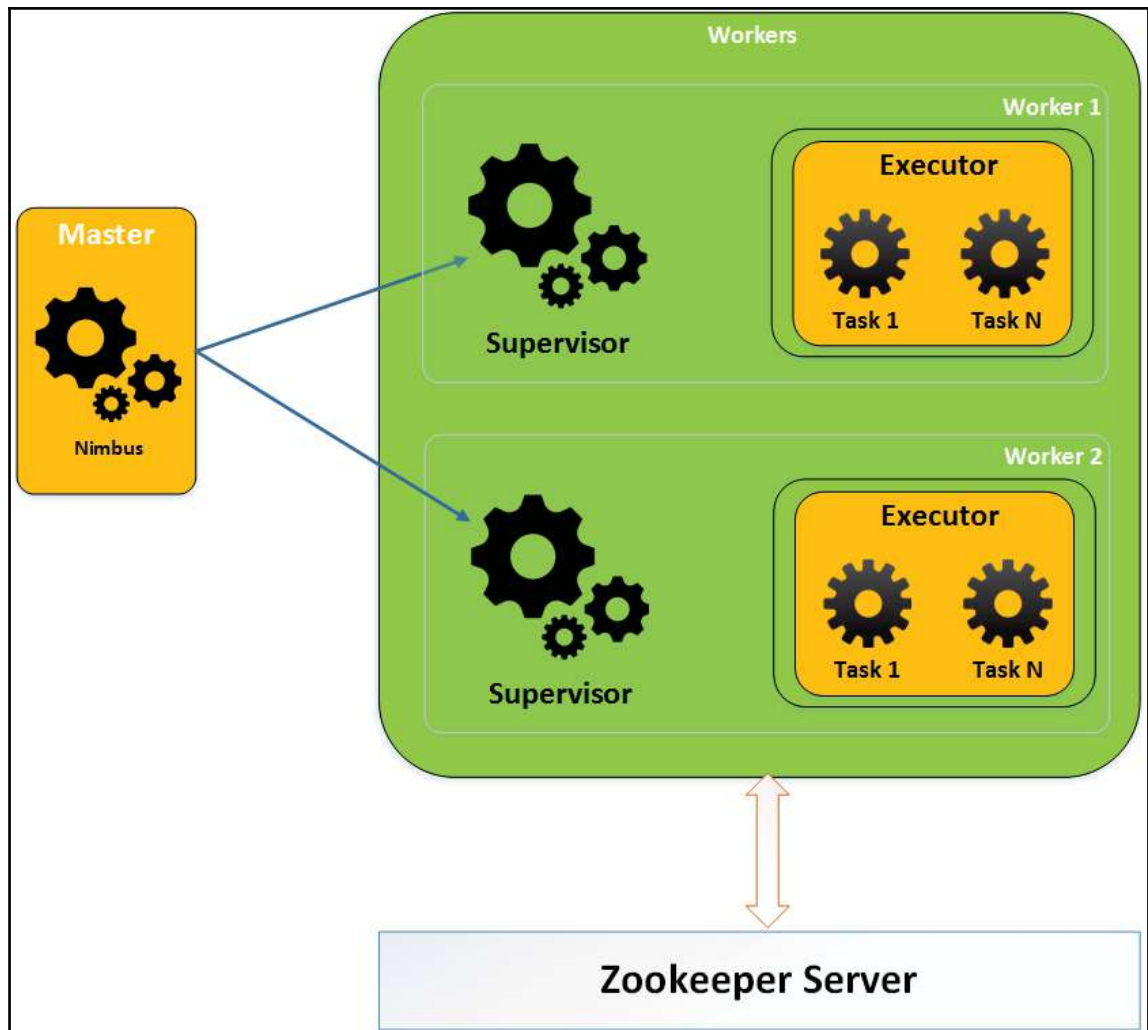 Workers
Worker 1
Executor
Task 1
Task N
Supervisor
Master
Nimbus
Worker 2
Executor
Task 1
Task N
Supervisor
Zookeeper Server